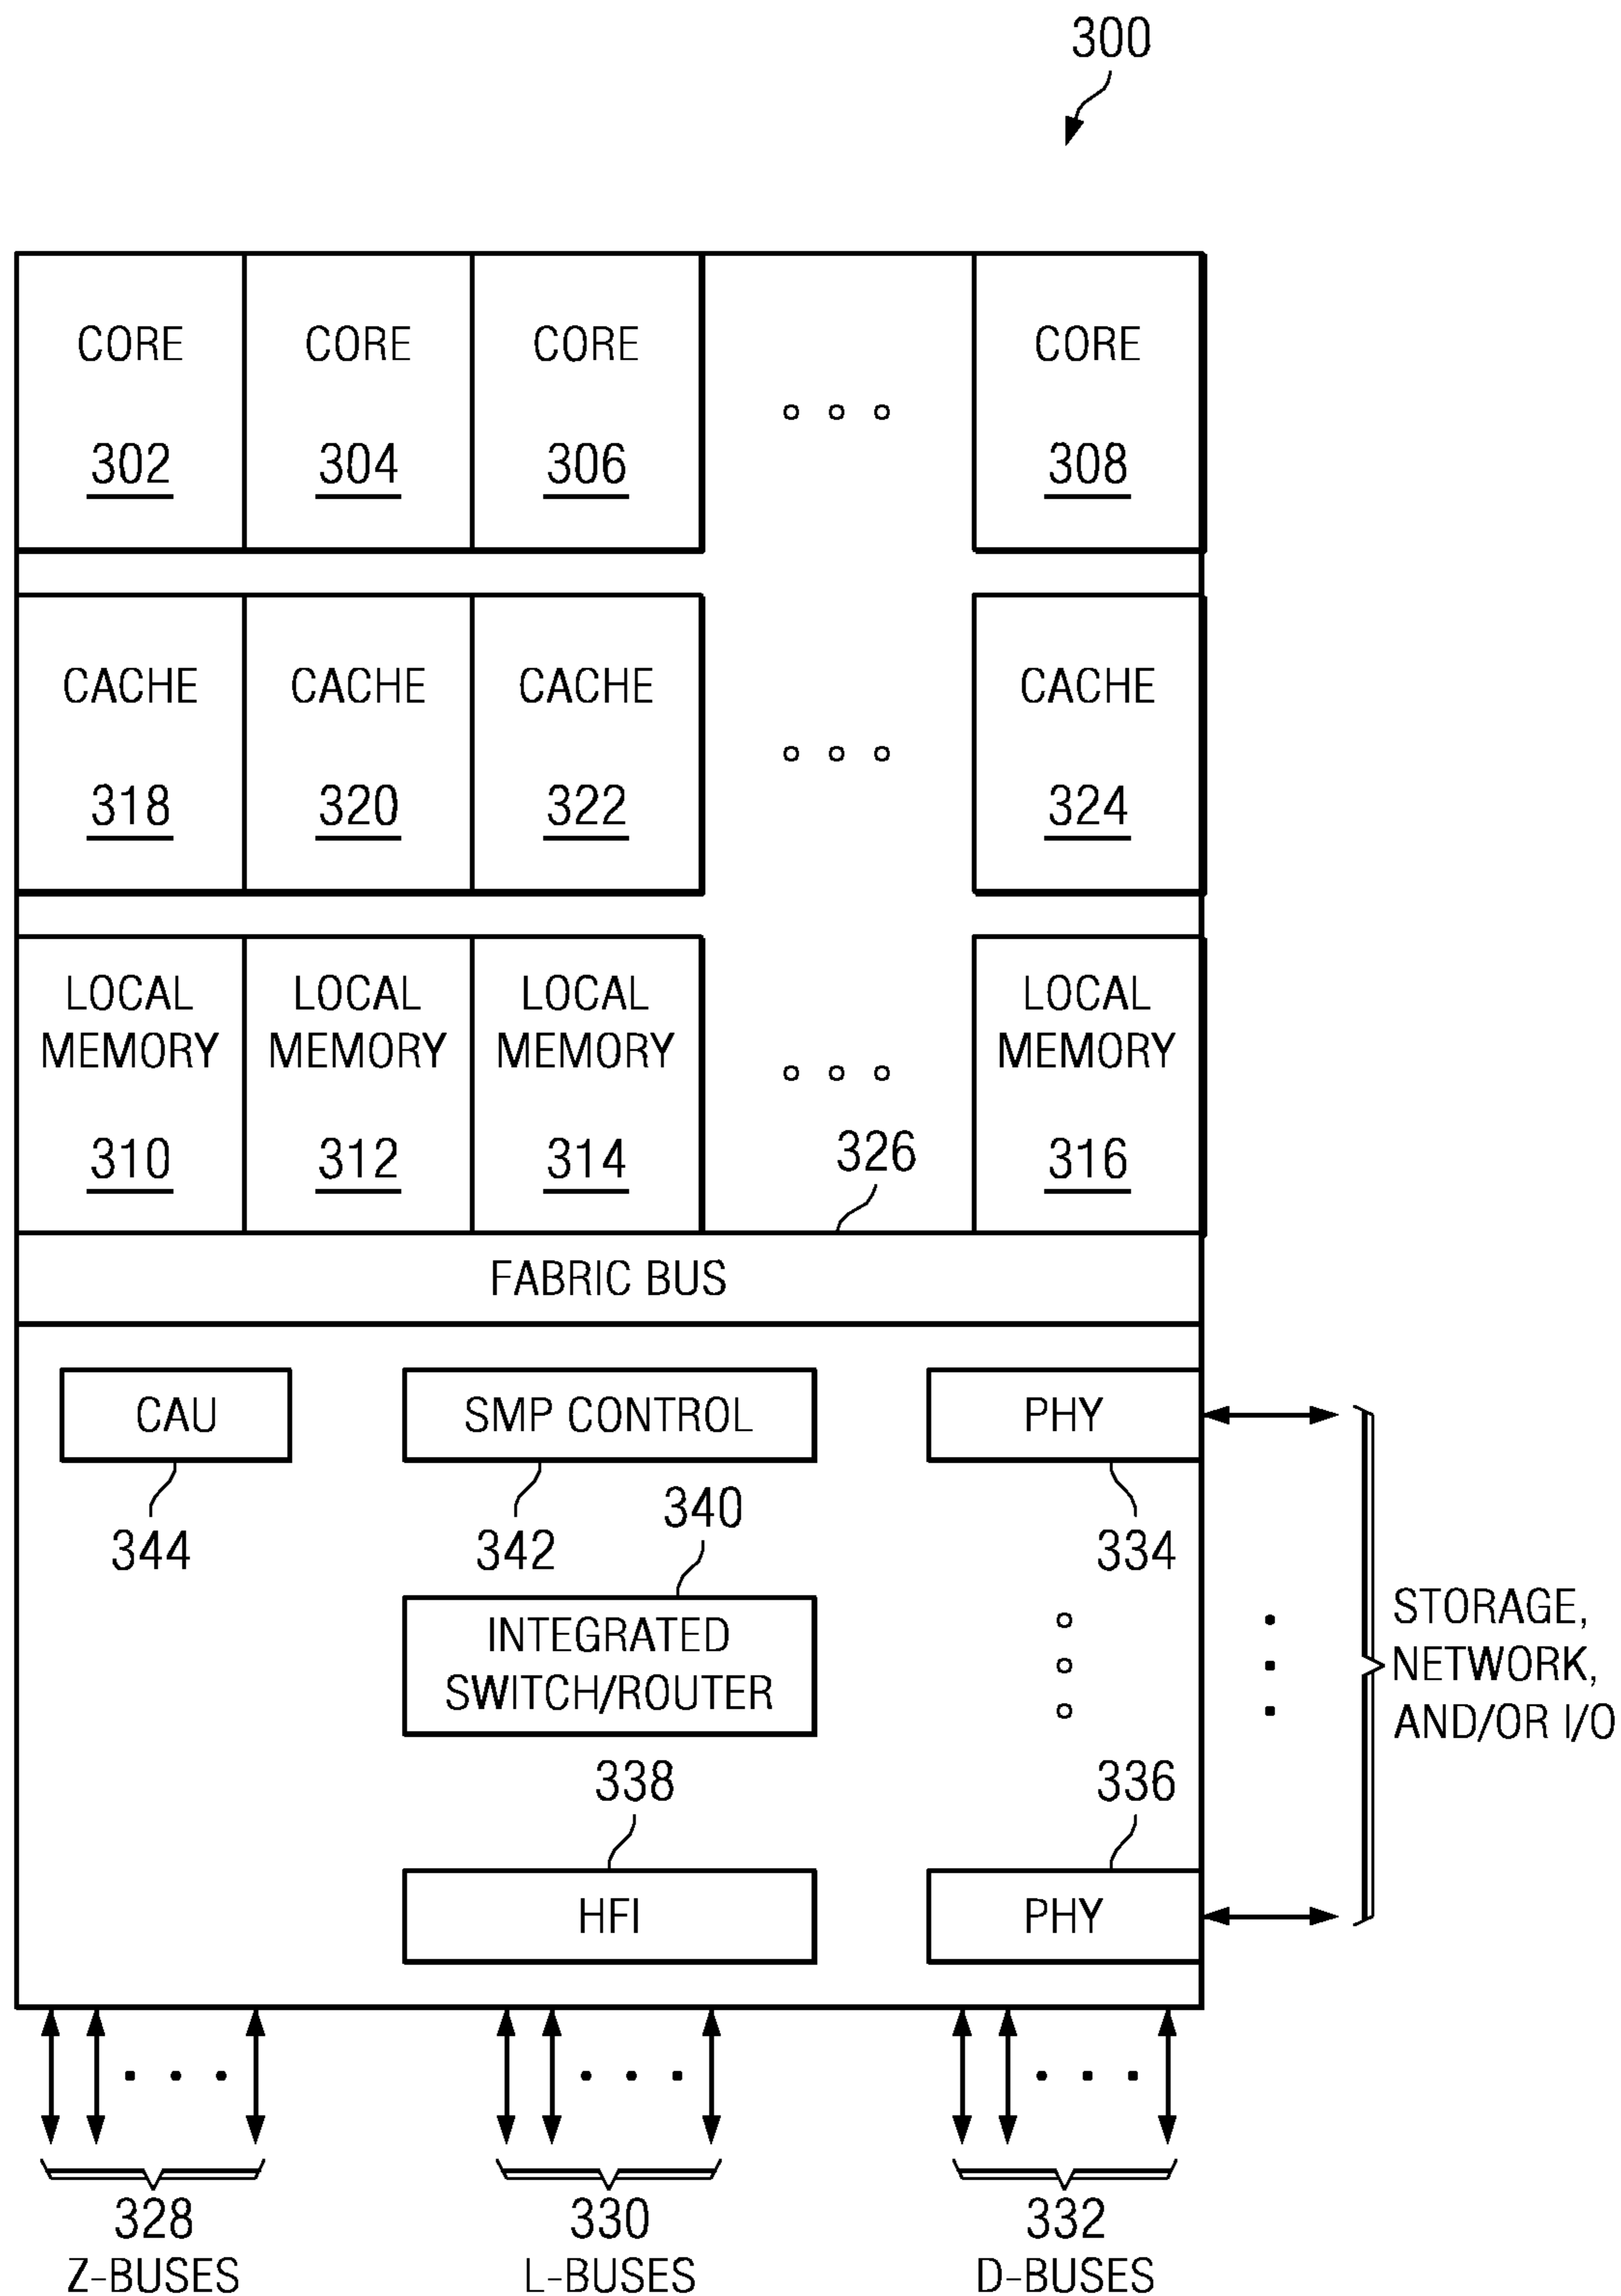 300
CORE CORE CORE CORE
302 304 306 308
CACHE CACHE CACHE CACHE
318 320 322 324
LOCAL MEMORY LOCAL MEMORY LOCAL MEMORY LOCAL MEMORY
310 312 314 316
326
FABRIC BUS
CAU SMP CONTROL PHY
344 342 340 334
INTEGRATED
SWITCH/ROUTER
STORAGE,
NETWORK,
AND/OR I/O
338 336
HFI PHY
328 330 332
Z-BUSES L-BUSES D-BUSES